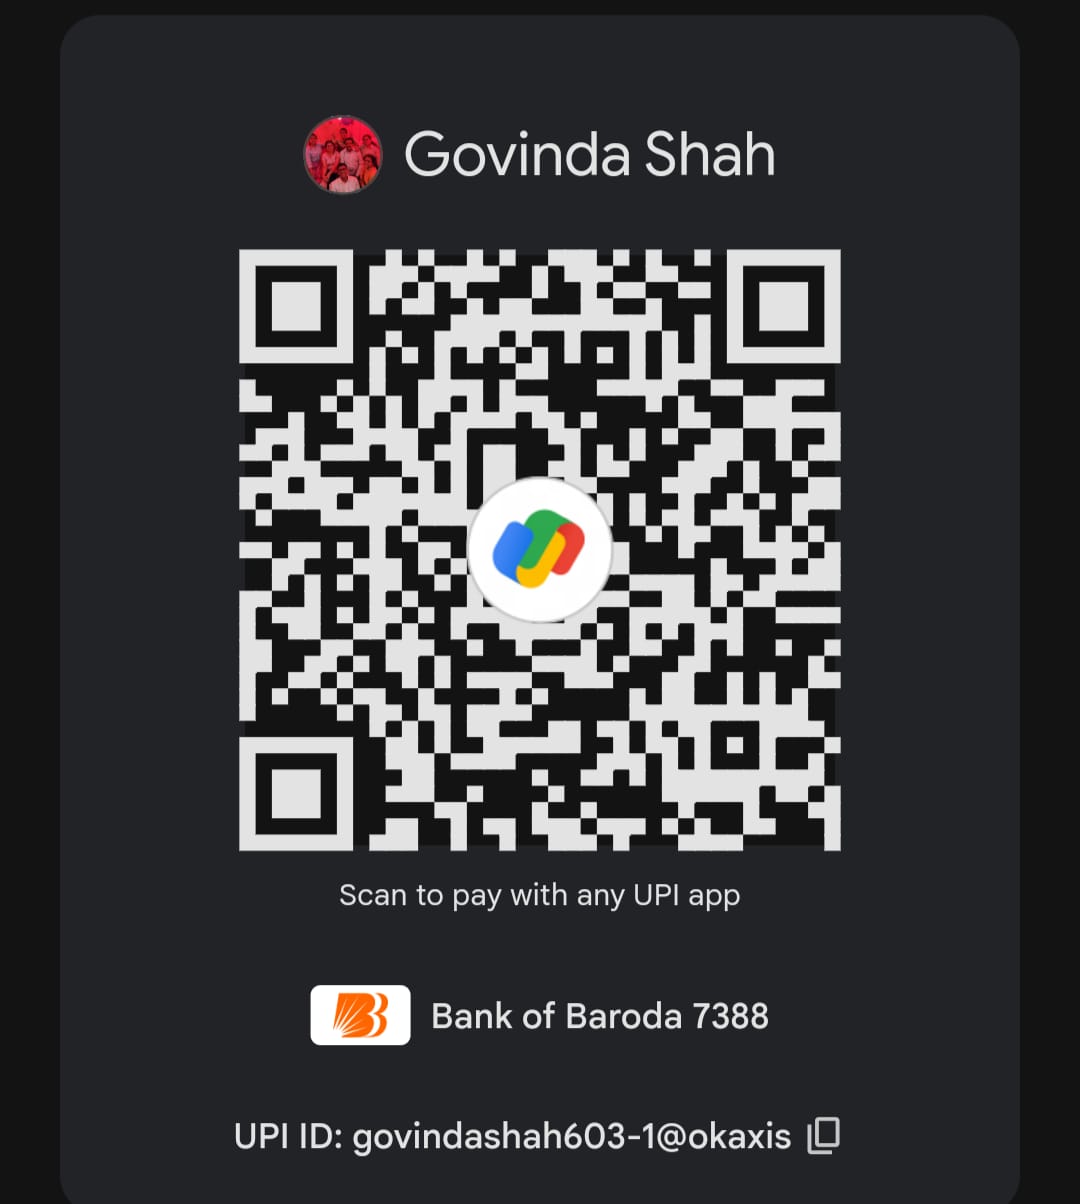 Govinda Shah
Scan to pay with any UPI app
Bank of Baroda 7388
UPI ID: govindashah603-1@okaxis